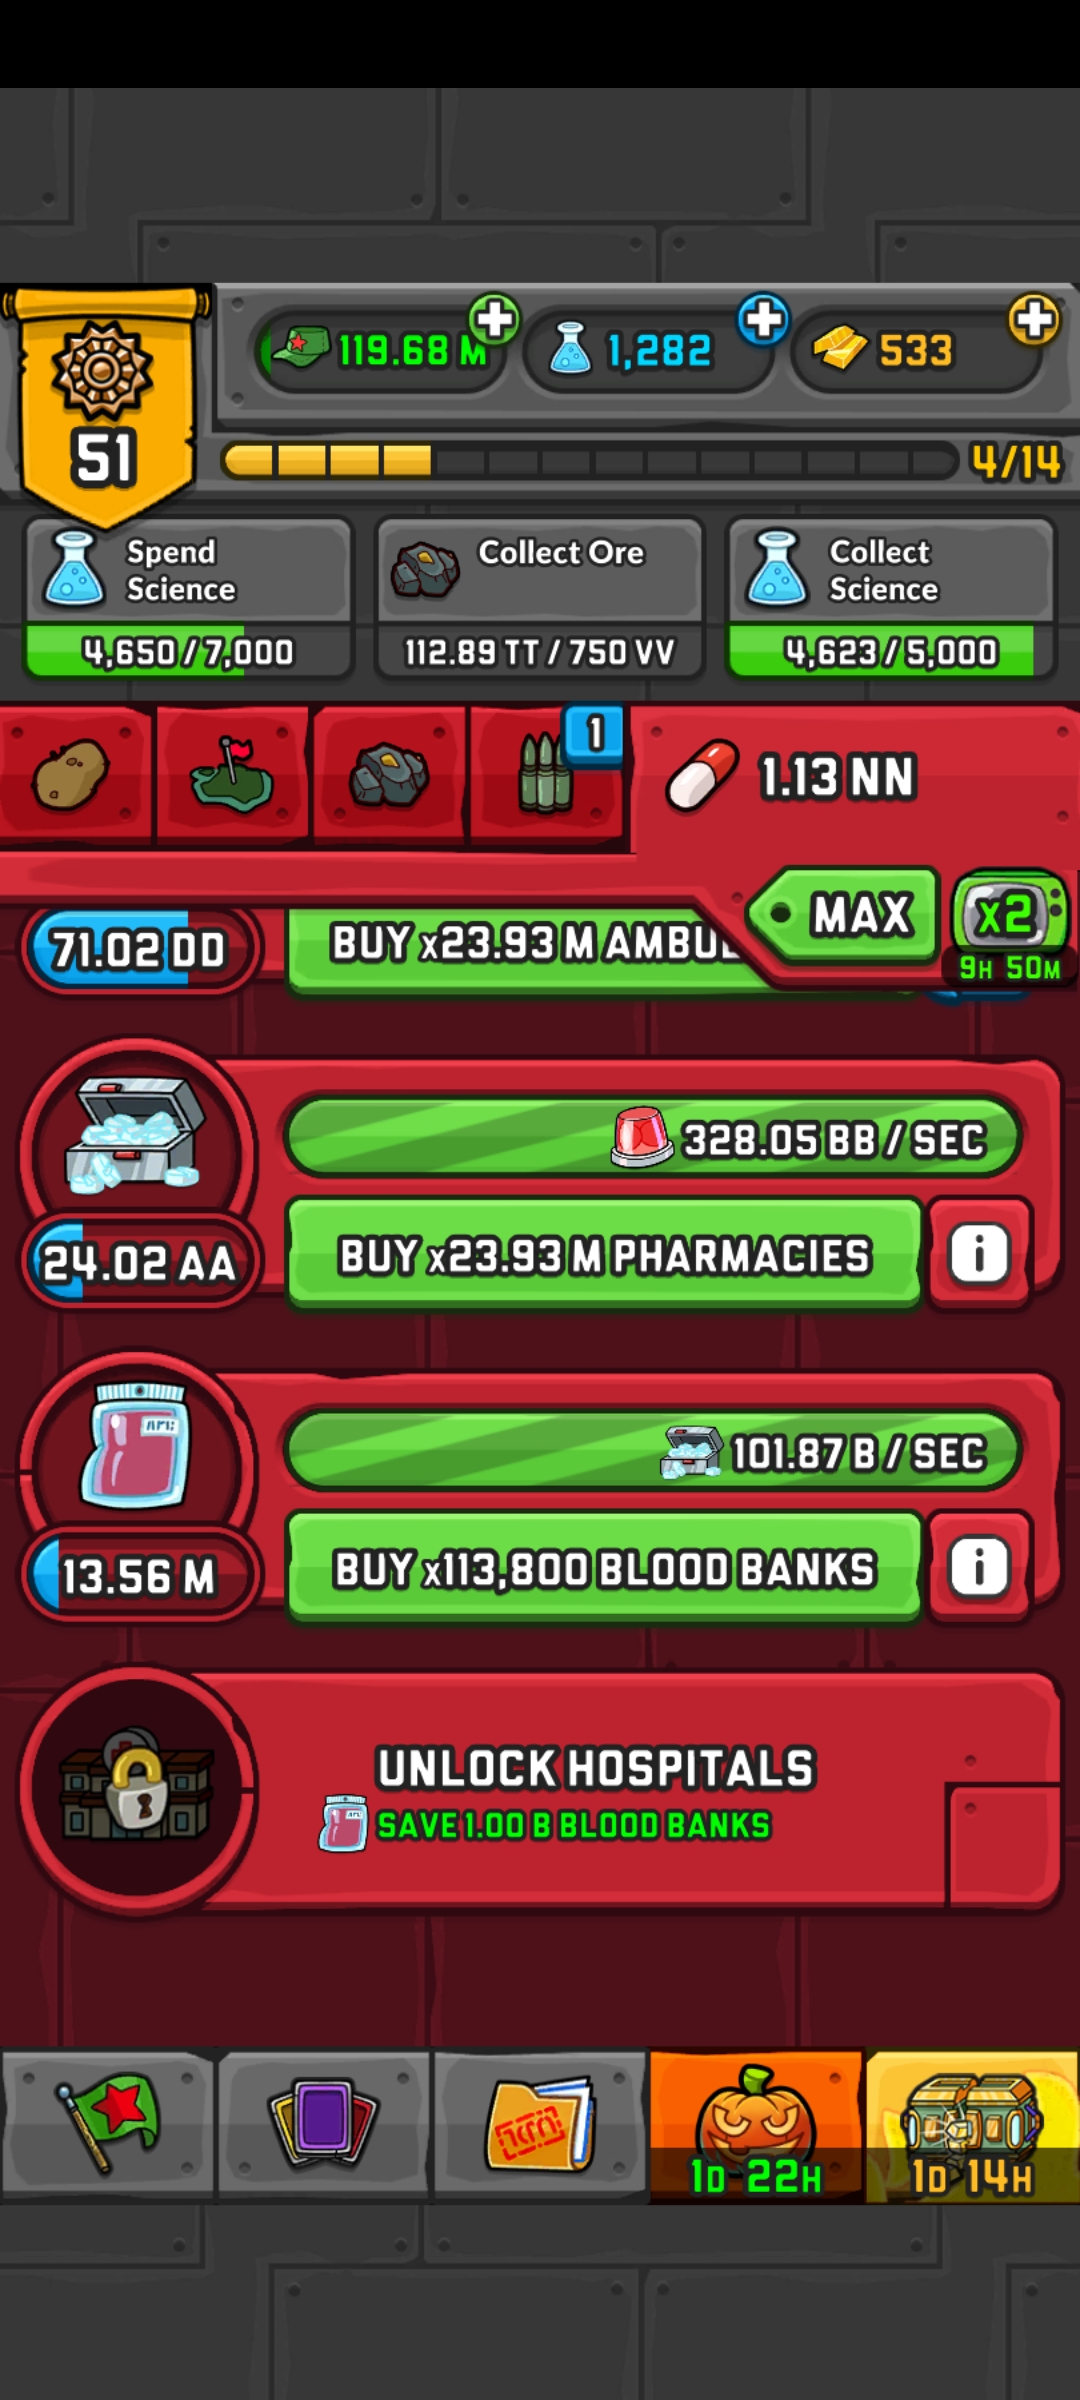 119.68 M
1,282
533
51
4/14
Spend
Science
4,650/7,000
Collect Ore
112.89 TT/750 VV
Collect
Science
4,623/5,000
1
1.13 NN
MAX
x2
9H 50M
71.02 DD
BUY x23.93 M
328.05 BB/SEC
24.02 AA
BUY x23.93 M PHARMACIES
i
101.87 B/SEC
13.56 M
BUY x113,800 BLOOD BANKS
i
UNLOCK HOSPITALS
SAVE 1.00 B BLOOD BANKS
1D 22H
1D 14H